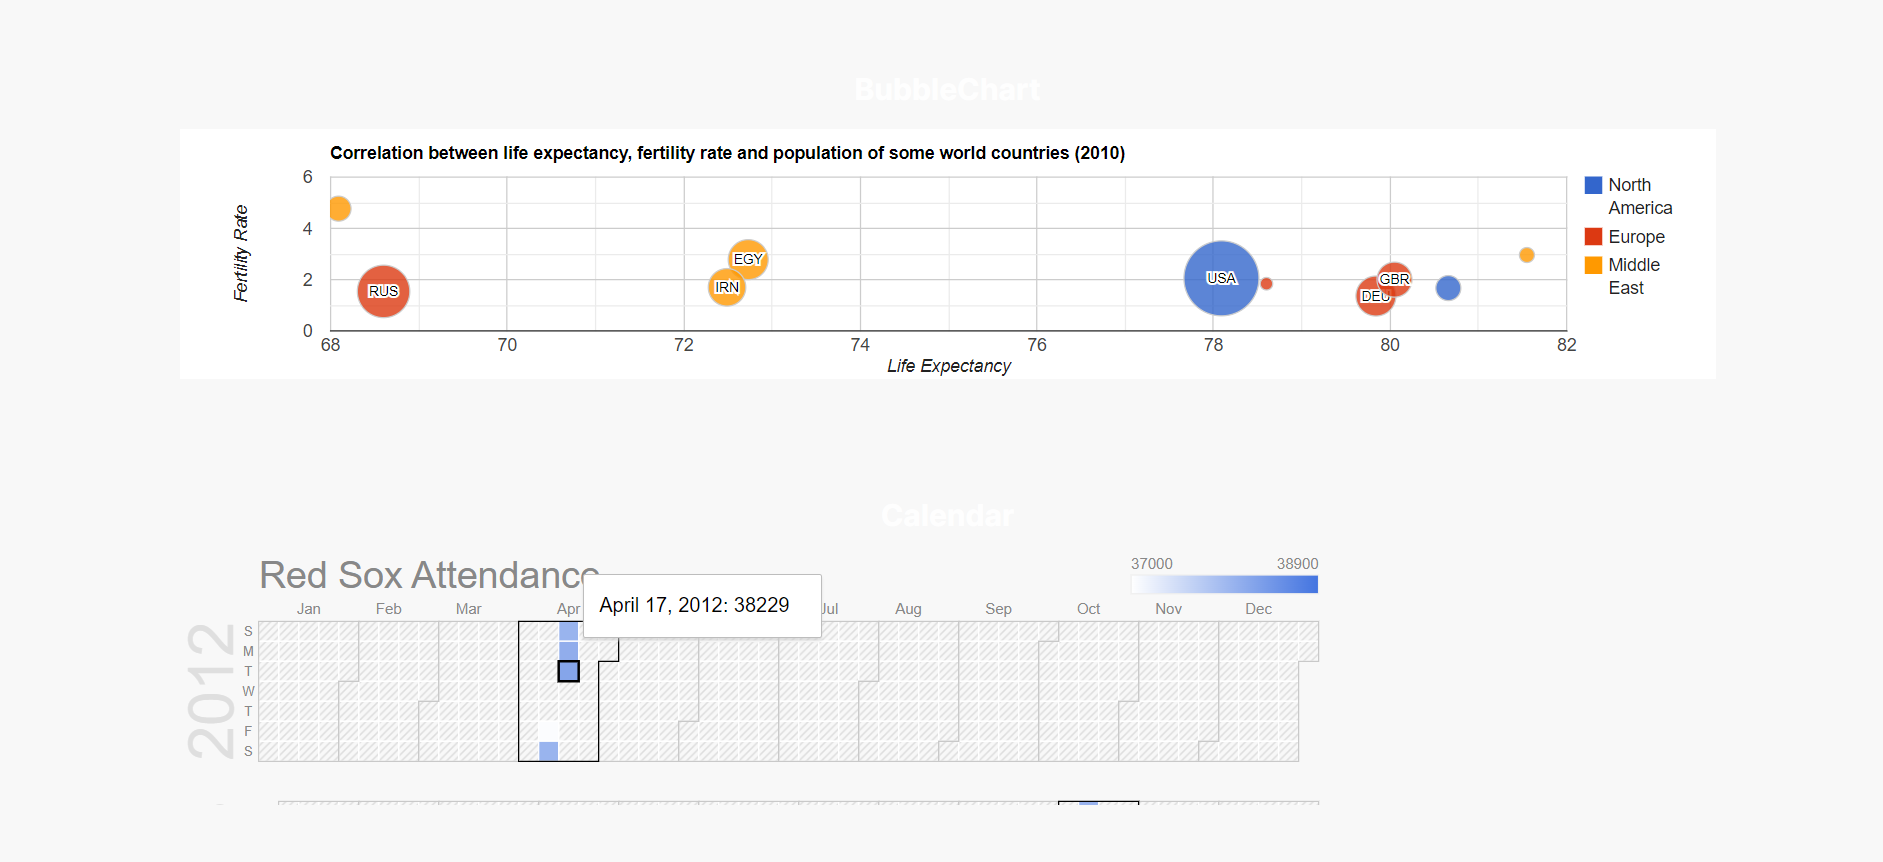 BubbleChart
Correlation between life expectancy, fertility rate and population of some world countries (2010)
6
4
2
0
Fertility Rate
RUS
EGY
IRN
USA
DEU
GBR
68 70 72 74 76 78 80 82
Life Expectancy
North
America
Europe
Middle
East
Calendar
Red Sox Attendance
37000 38900
April 17, 2012: 38229
Jan Feb Mar Apr Jul Aug Sep Oct Nov Dec
2012
S
M
T
W
T
F
S